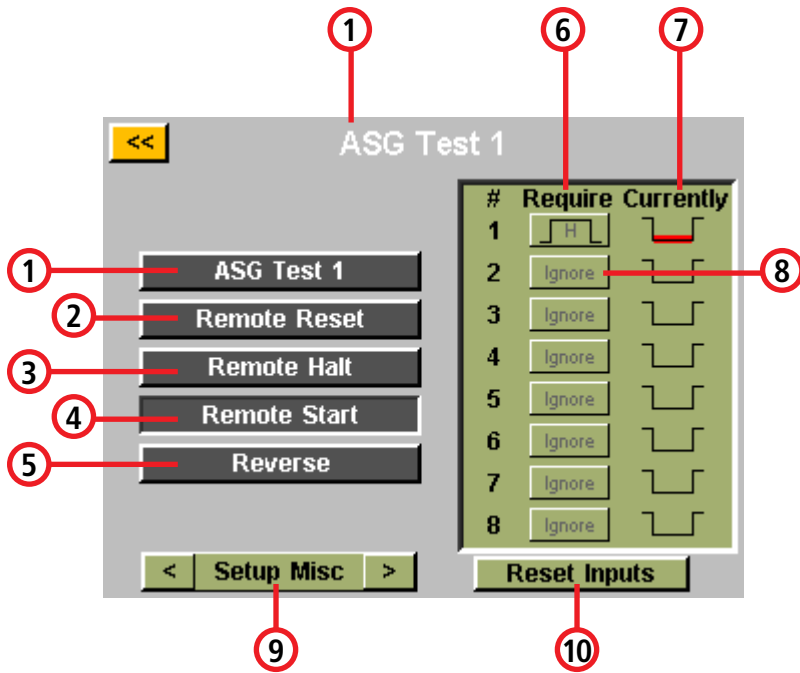 1 6 7
<< ASG Test 1
# Require Currently
1 H
1 ASG Test 1 2 Ignore 8
2 Remote Reset 3 Ignore
3 Remote Halt 4 Ignore
4 Remote Start 5 Ignore
5 Reverse 6 Ignore
7 Ignore
8 Ignore
< Setup Misc > Reset Inputs
9 10